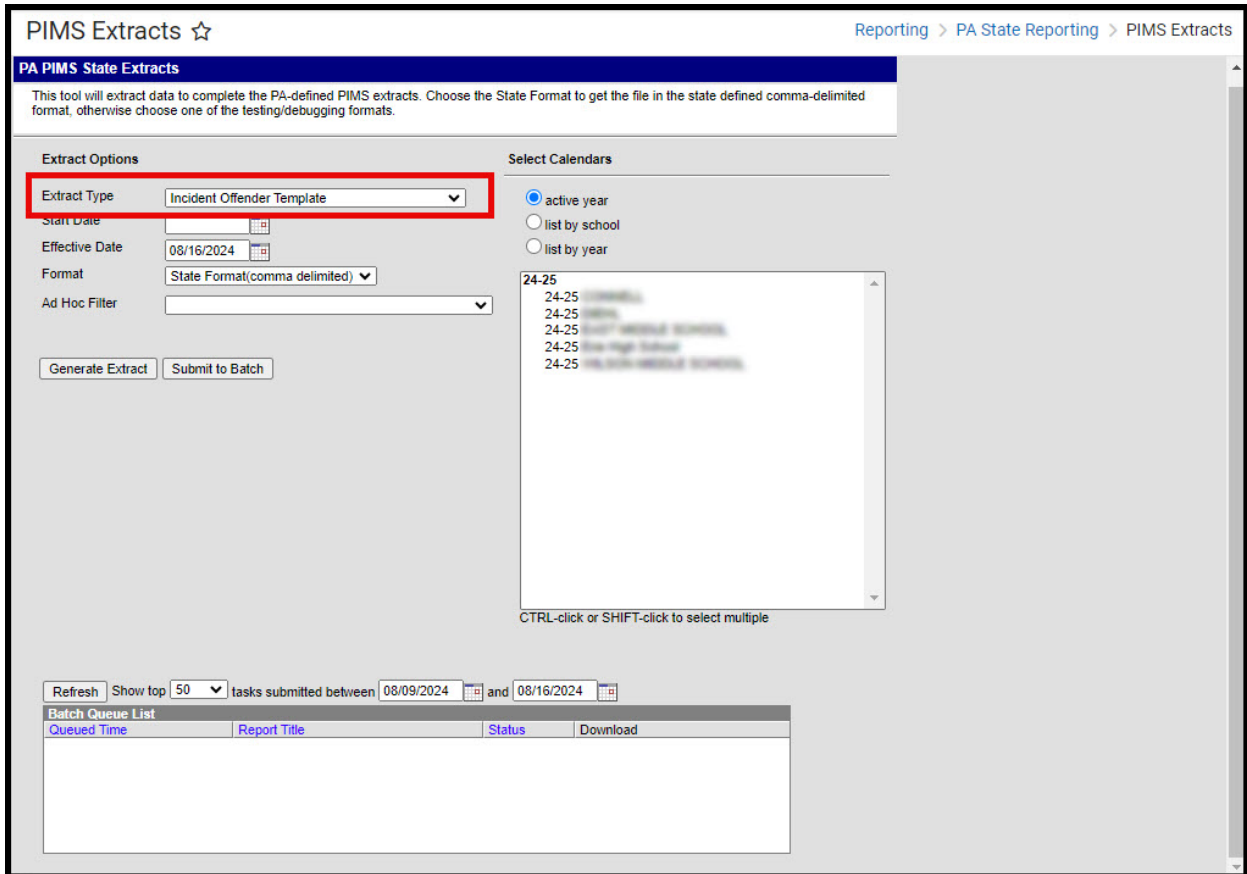 PIMS Extracts
Reporting > PA State Reporting > PIMS Extracts
PA PIMS State Extracts
This tool will extract data to complete the PA-defined PIMS extracts. Choose the State Format to get the file in the state defined comma-delimited
format, otherwise choose one of the testing/debugging formats.
Extract Options
Extract Type Incident Offender Template
Start Date
Effective Date 08/16/2024
Format State Format(comma delimited)
Ad Hoc Filter
Generate Extract Submit to Batch
Select Calendars
active year
list by school
list by year
24-25
24-25
24-25
24-25
24-25
24-25
CTRL-click or SHIFT-click to select multiple
Refresh Show top 50 tasks submitted between 08/09/2024 and 08/16/2024
Batch Queue List
Queued Time Report Title Status Download